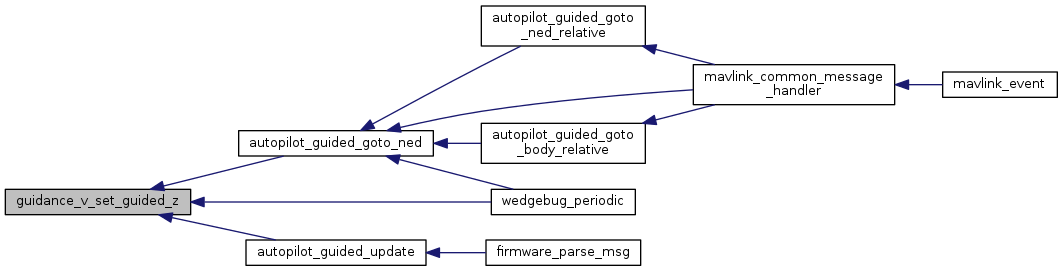 autopilot_guided_goto
_ned_relative
mavlink_common_message
_handler
mavlink_event
autopilot_guided_goto_ned
autopilot_guided_goto
_body_relative
guidance_v_set_guided_z
wedgebug_periodic
autopilot_guided_update
firmware_parse_msg